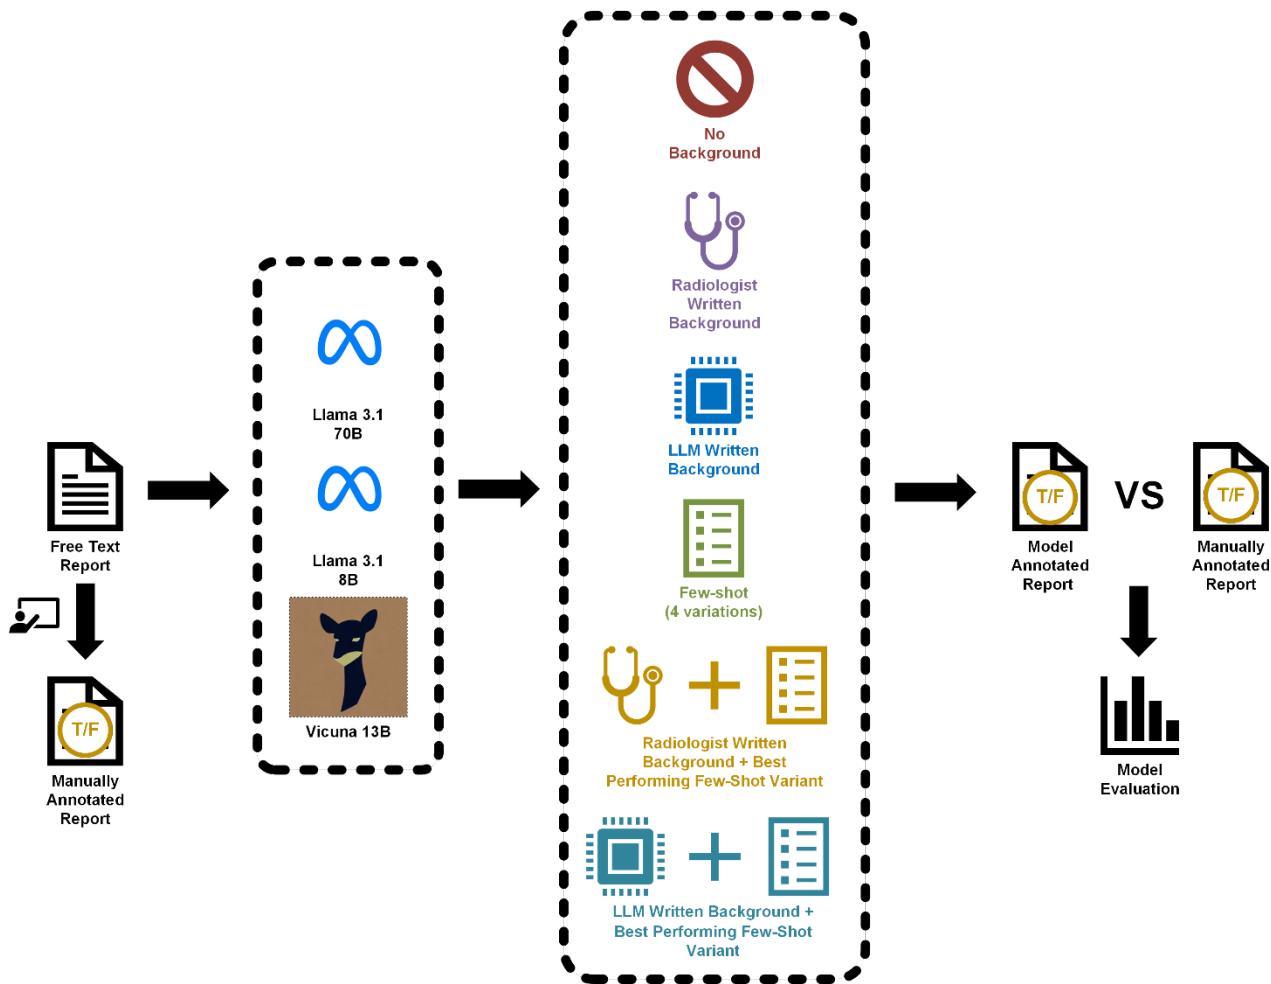 Free Text
Report
T/F
Manually
Annotated
Report
Llama 3.1
70B
Llama 3.1
8B
Vicuna 13B
No
Background
Radiologist
Written
Background
LLM Written
Background
Few-shot
(4 variations)
Radiologist Written
Background + Best
Performing Few-Shot Variant
LLM Written Background +
Best Performing Few-Shot
Variant
T/F
Model
Annotated
Report
VS
T/F
Manually
Annotated
Report
Model
Evaluation